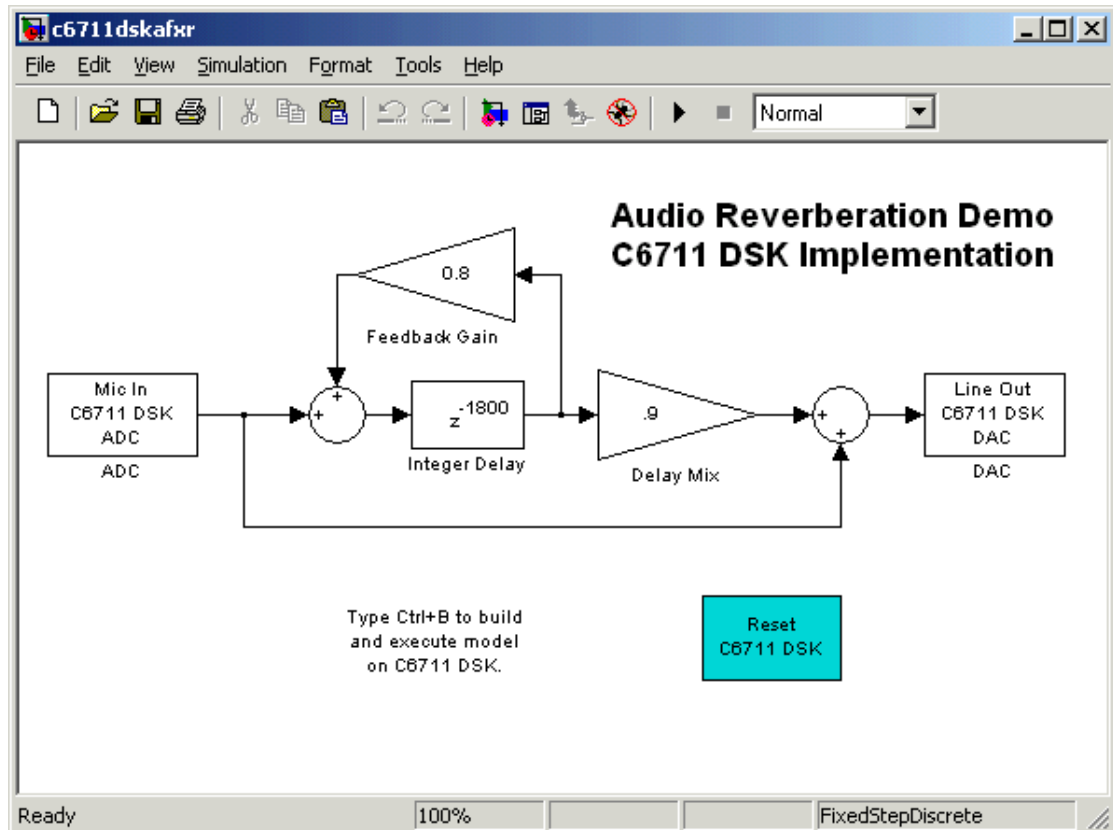 c6711dskafxr
File Edit View Simulation Format Tools Help
Normal
Audio Reverberation Demo
C6711 DSK Implementation
0.8
Feedback Gain
Mic In
C6711 DSK
ADC
ADC
+
+
z-1800
Integer Delay
.9
Delay Mix
+
+
Line Out
C6711 DSK
DAC
DAC
Type Ctrl+B to build
and execute model
on C6711 DSK.
Reset
C6711 DSK
Ready 100% FixedStepDiscrete